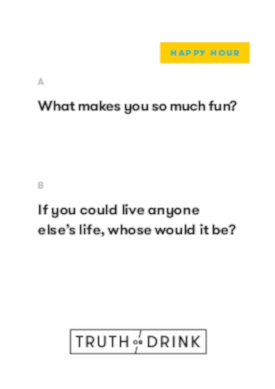 HAPPY HOUR
A
What makes you so much fun?
B
If you could live anyone
else's life, whose would it be?
TRUTH OR DRINK